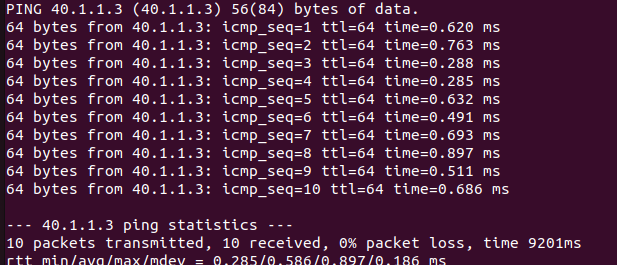 PING 40.1.1.3 (40.1.1.3) 56(84) bytes of data.
64 bytes from 40.1.1.3: icmp_seq=1 ttl=64 time=0.620 ms
64 bytes from 40.1.1.3: icmp_seq=2 ttl=64 time=0.763 ms
64 bytes from 40.1.1.3: icmp_seq=3 ttl=64 time=0.288 ms
64 bytes from 40.1.1.3: icmp_seq=4 ttl=64 time=0.285 ms
64 bytes from 40.1.1.3: icmp_seq=5 ttl=64 time=0.632 ms
64 bytes from 40.1.1.3: icmp_seq=6 ttl=64 time=0.491 ms
64 bytes from 40.1.1.3: icmp_seq=7 ttl=64 time=0.693 ms
64 bytes from 40.1.1.3: icmp_seq=8 ttl=64 time=0.897 ms
64 bytes from 40.1.1.3: icmp_seq=9 ttl=64 time=0.511 ms
64 bytes from 40.1.1.3: icmp_seq=10 ttl=64 time=0.686 ms
--- 40.1.1.3 ping statistics ---
10 packets transmitted, 10 received, 0% packet loss, time 9201ms
rtt min/avg/max/mdev = 0.285/0.586/0.897/0.186 ms